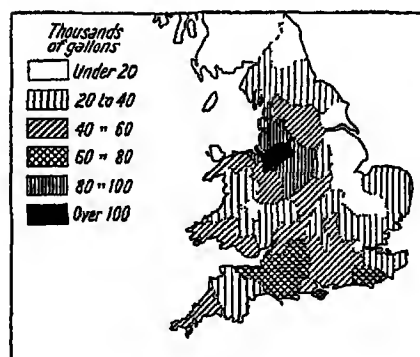 Thousands
of gallons
Under 20
20 to 40
40 " 60
60 " 80
80 " 100
Over 100